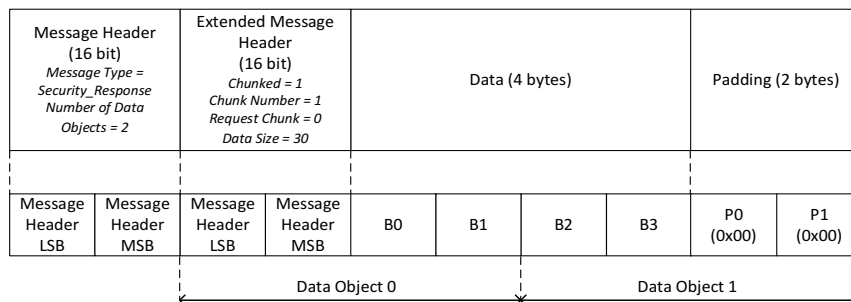 Message Header
(16 bit)
Message Type =
Security_Response
Number of Data
Objects = 2
Extended Message
Header
(16 bit)
Chunked = 1
Chunk Number = 1
Request Chunk = 0
Data Size = 30
Data (4 bytes)
Padding (2 bytes)
Message
Header
LSB
Message
Header
MSB
Message
Header
LSB
Message
Header
MSB
B0
B1
B2
B3
P0
(0x00)
P1
(0x00)
Data Object 0
Data Object 1